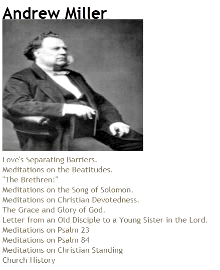 Andrew Miller
Love's Separating Barriers.
Meditations on the Beatitudes.
"The Brethren:"
Meditations on the Song of Solomon.
Meditations on Christian Devotedness.
The Grace and Glory of God.
Letter from an Old Disciple to a Young Sister in the Lord.
Meditations on Psalm 23
Meditations on Psalm 84
Meditations on Christian Standing
Church History